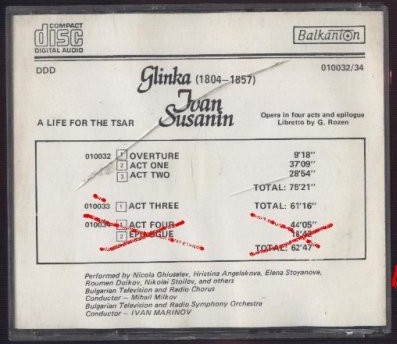 COMPACT
disc
DIGITAL AUDIO
Balkanton
DDD
010032/34
Glinka (1804-1857)
Ivan
Susanin
A LIFE FOR THE TSAR
Opera in four acts and epilogue
Libretto by G. Rozen
010032 1 OVERTURE 9'18"
2 ACT ONE 37'09"
3 ACT TWO 28'54"
TOTAL: 75'21"
010033 1 ACT THREE TOTAL: 61'16"
010034 1 ACT FOUR 44'05"
2 EPILOGUE 18'42"
TOTAL: 62'47"
Performed by Nicola Ghiuselev, Hristina Angelakova, Elena Stoyanova,
Roumen Doikov, Nikolai Stoilov, and others
Bulgarian Television and Radio Chorus
Conductor – Mihail Milkov
Bulgarian Television and Radio Symphony Orchestra
Conductor – IVAN MARINOV